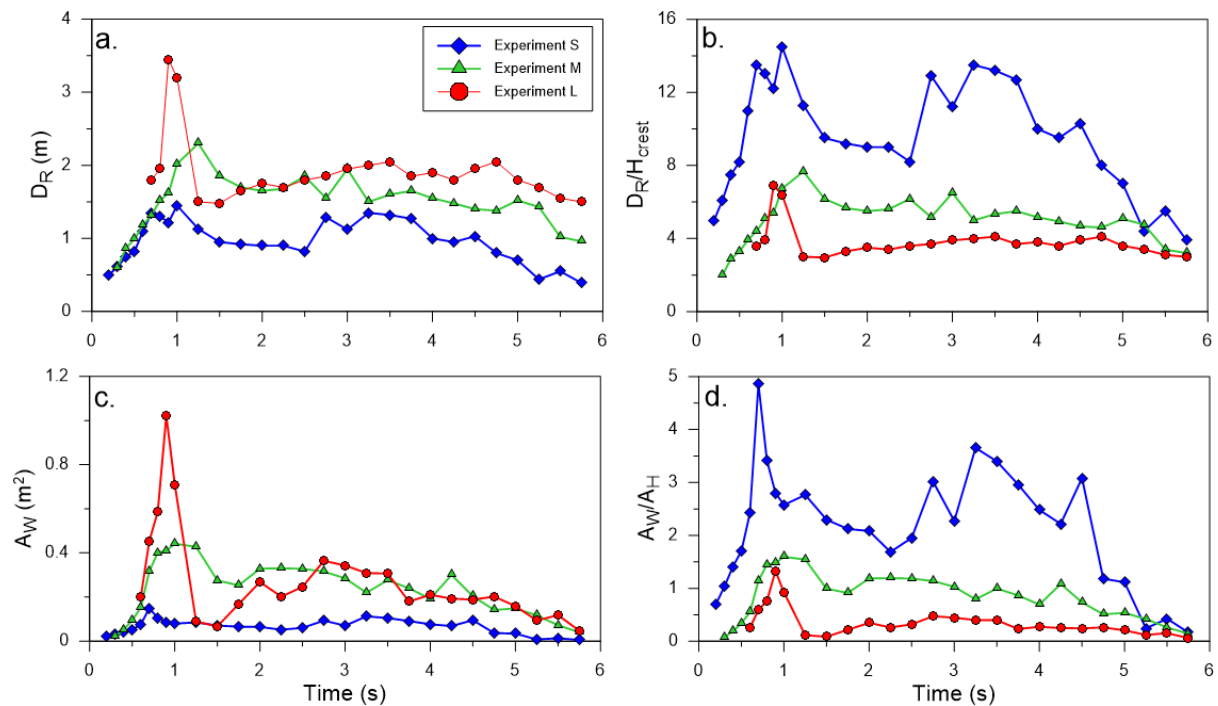 a.
4
3
2
1
0
D_R (m)
0 1 2 3 4 5 6
Experiment S
Experiment M
Experiment L
b.
16
12
8
4
0
D_R/H_crest
0 1 2 3 4 5 6
c.
1.2
0.8
0.4
0
A_W (m²)
0 1 2 3 4 5 6
Time (s)
d.
5
4
3
2
1
0
A_W/A_H
0 1 2 3 4 5 6
Time (s)